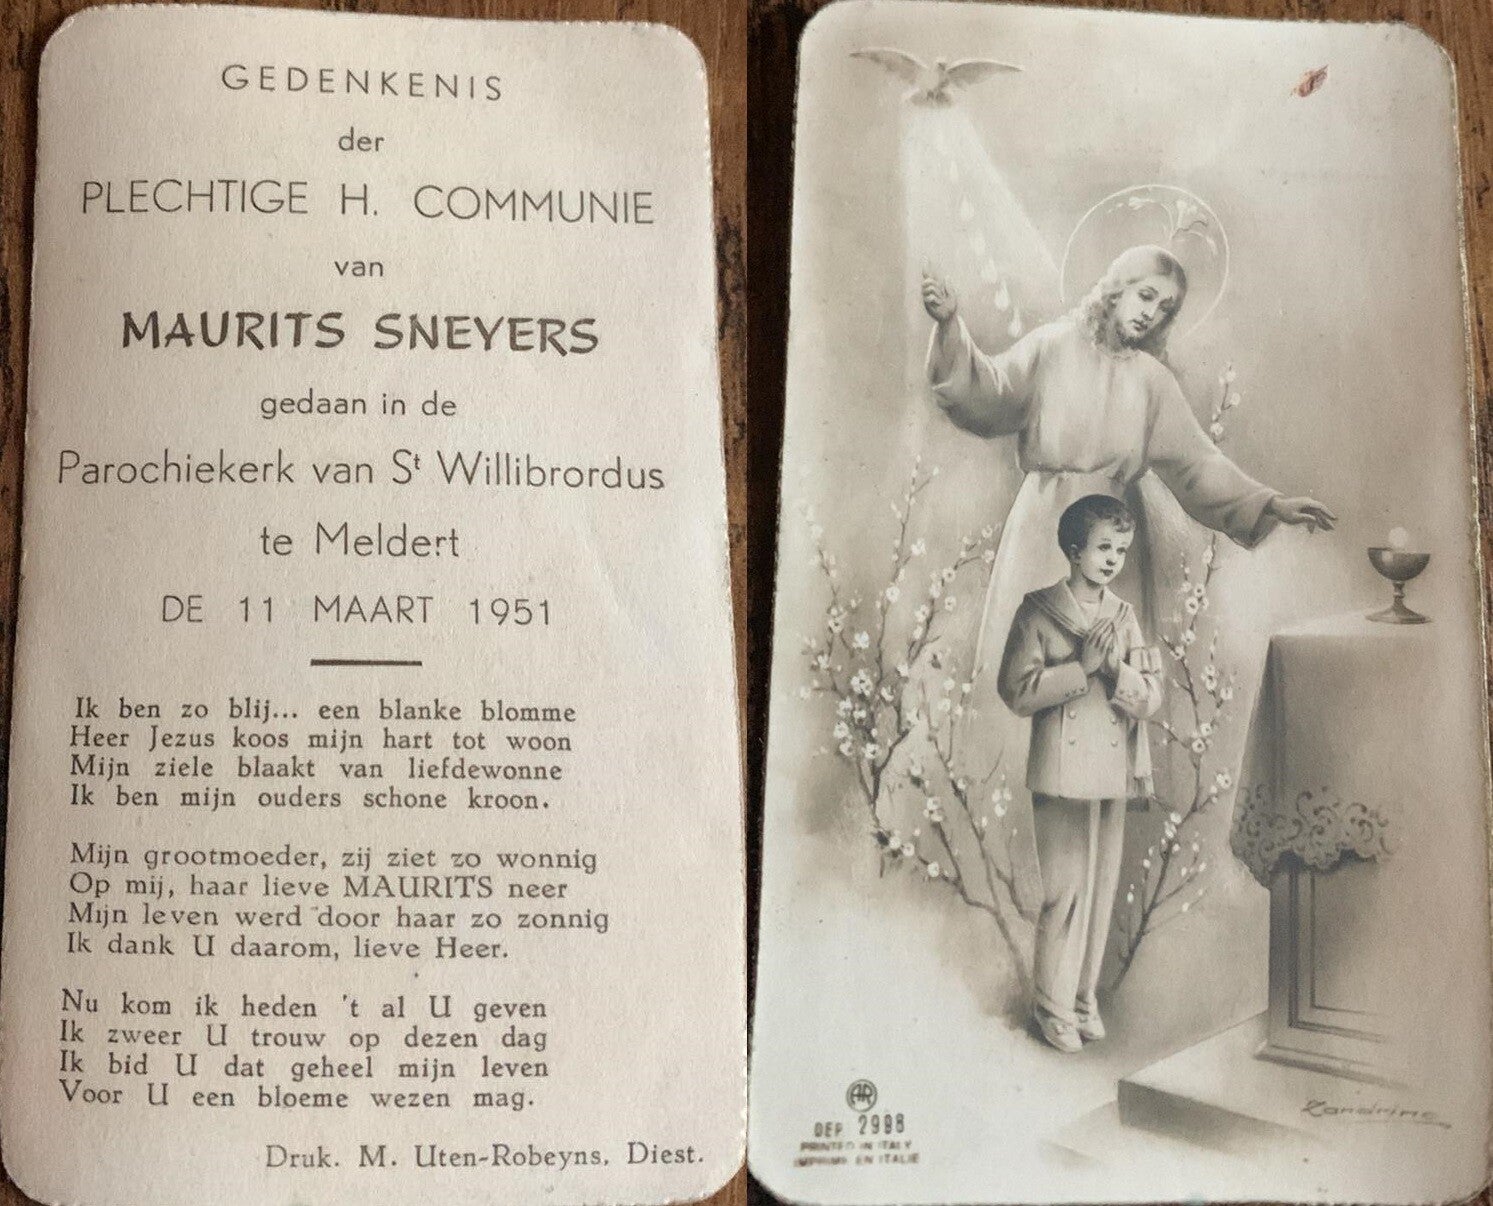 GEDENKENIS
der
PLECHTIGE H. COMMUNIE
van
MAURITS SNEYERS
gedaan in de
Parochiekerk van St Willibrordus
te Meldert
DE 11 MAART 1951
Ik ben zo blij... een blanke blomme
Heer Jezus koos mijn hart tot woon
Mijn ziele blaakt van liefdewonne
Ik ben mijn ouders schone kroon.
Mijn grootmoeder, zij ziet zo wonnig
Op mij, haar lieve MAURITS neer
Mijn leven werd door haar zo zonnig
Ik dank U daarom, lieve Heer.
Nu kom ik heden 't al U geven
Ik zweer U trouw op dezen dag
Ik bid U dat geheel mijn leven
Voor U een bloeme wezen mag.
Druk. M. Uten-Robeyns, Diest.
AR
DEP 2998
PRINTED IN ITALY
IMPRIMÉ EN ITALIE
Zandrino